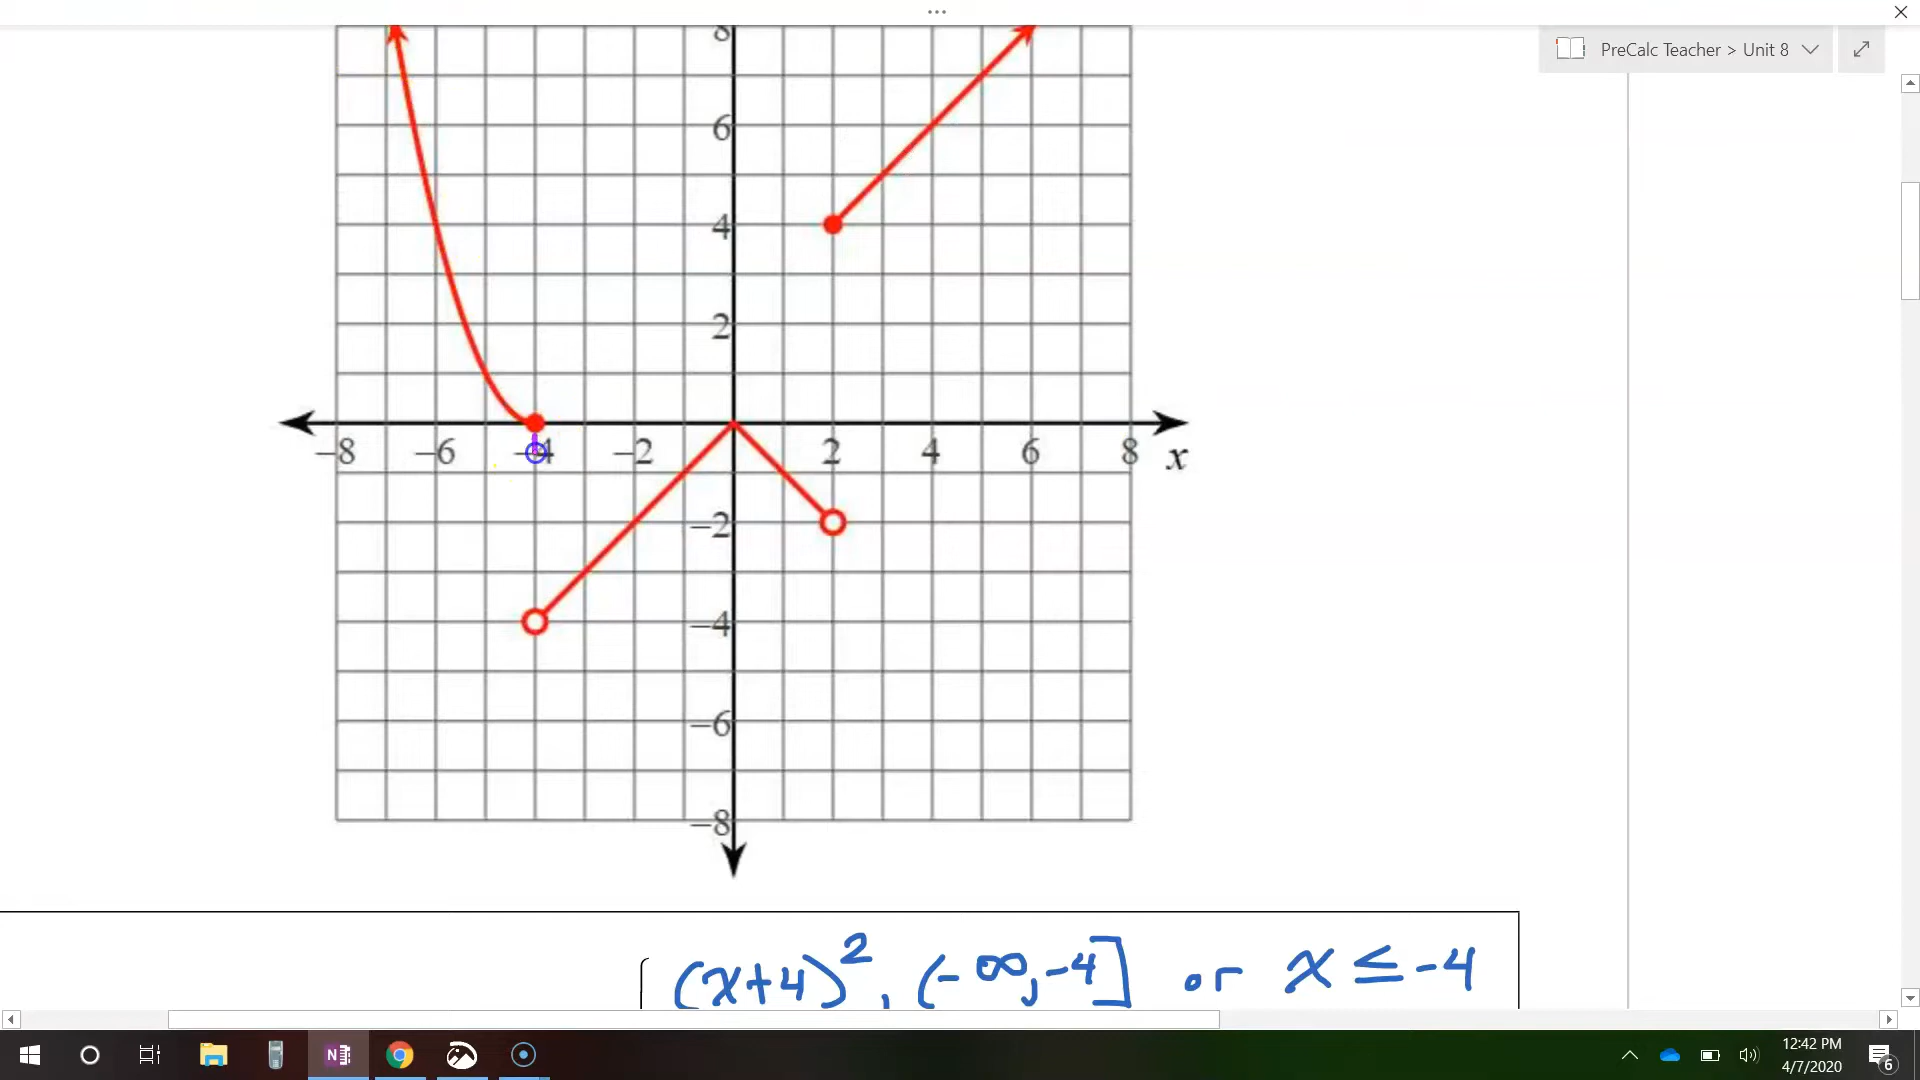 ...
PreCalc Teacher > Unit 8
8
6
4
2
-8 -6 -4 -2 2 4 6 8 x
-2
-4
-6
-8
(x+4)², (-∞,-4] or x ≤ -4
12:42 PM
4/7/2020
N
6